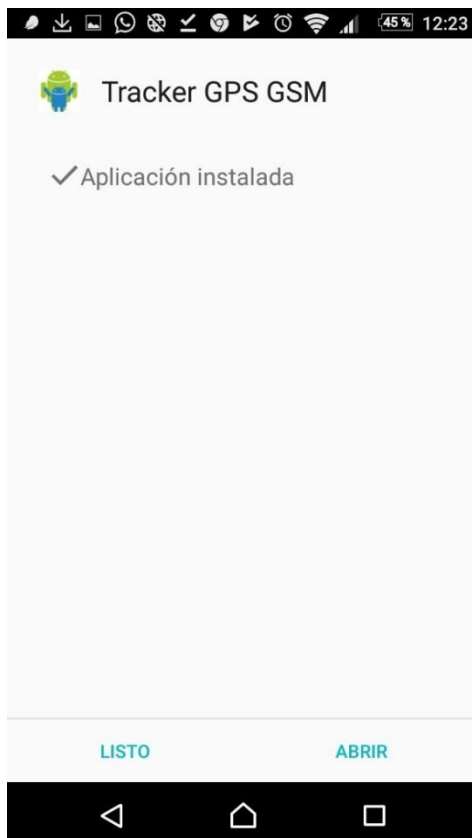 45% 12:23
Tracker GPS GSM
Aplicación instalada
LISTO ABRIR